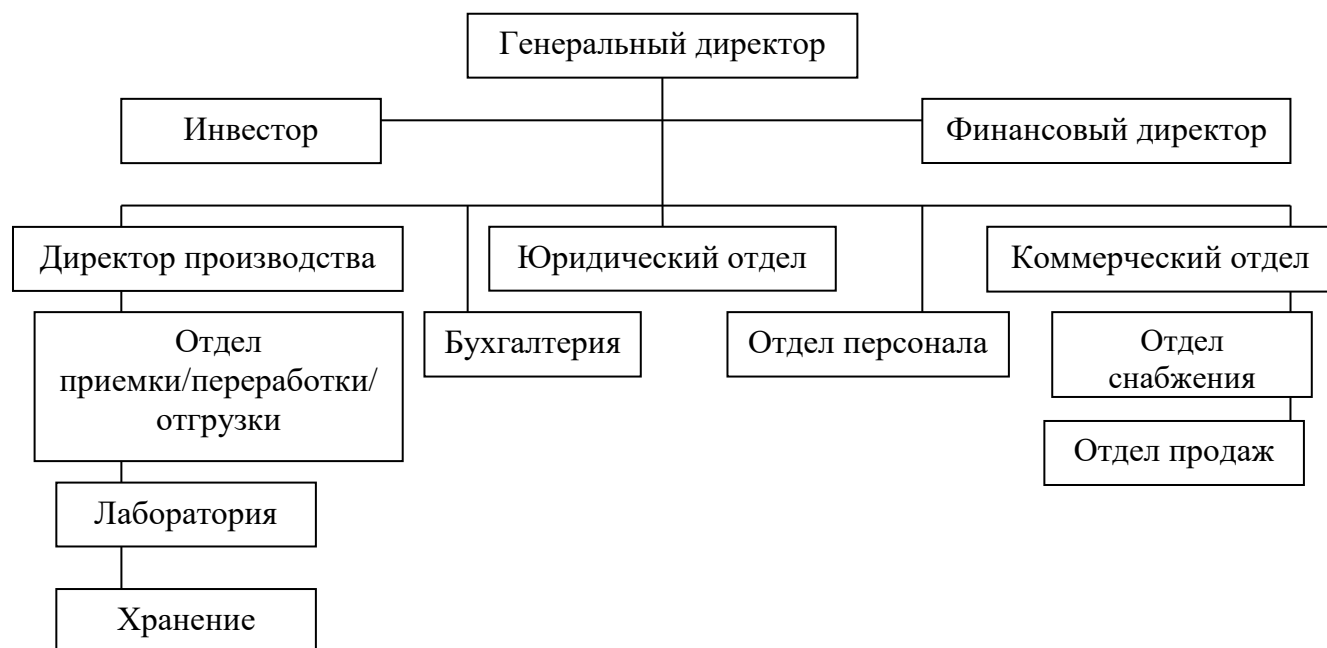 Генеральный директор
Инвестор
Финансовый директор
Директор производства
Юридический отдел
Коммерческий отдел
Отдел
приемки/переработки/
отгрузки
Бухгалтерия
Отдел персонала
Отдел
снабжения
Отдел продаж
Лаборатория
Хранение